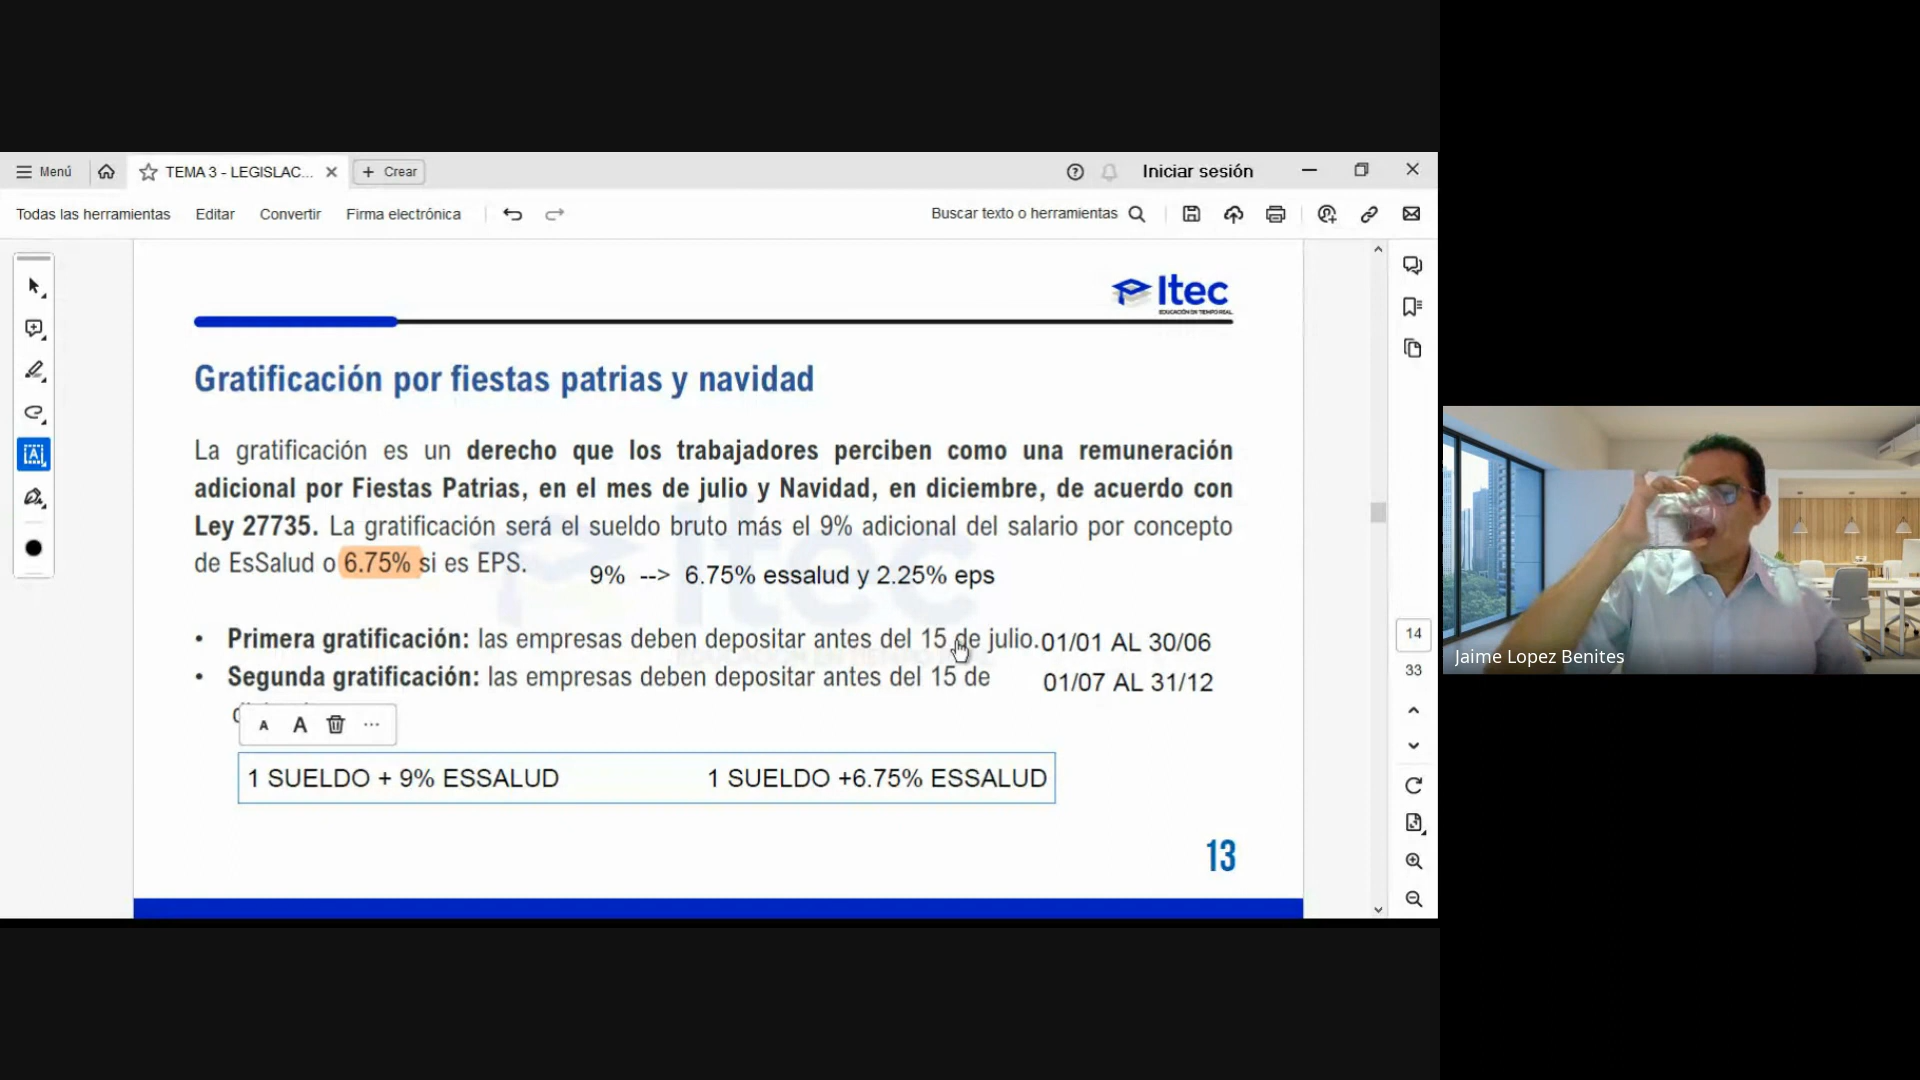 Menú
TEMA 3 - LEGISLAC...
Crear
Iniciar sesión
Todas las herramientas
Editar
Convertir
Firma electrónica
Buscar texto o herramientas
Itec
EDUCACIÓN EN TIEMPO REAL
Gratificación por fiestas patrias y navidad
La gratificación es un derecho que los trabajadores perciben como una remuneración
adicional por Fiestas Patrias, en el mes de julio y Navidad, en diciembre, de acuerdo con
Ley 27735. La gratificación será el sueldo bruto más el 9% adicional del salario por concepto
de EsSalud o 6.75% si es EPS.
9% --> 6.75% essalud y 2.25% eps
• Primera gratificación: las empresas deben depositar antes del 15 de julio.
01/01 AL 30/06
• Segunda gratificación: las empresas deben depositar antes del 15 de
01/07 AL 31/12
A A ...
1 SUELDO + 9% ESSALUD
1 SUELDO +6.75% ESSALUD
13
14
33
Jaime Lopez Benites